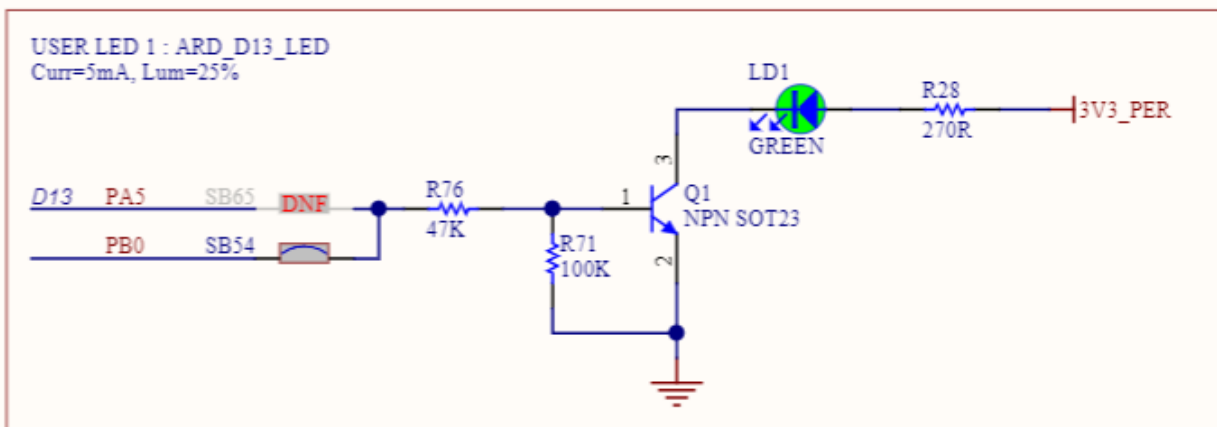 USER LED 1 : ARD_D13_LED
Curr=5mA, Lum=25%
LD1
R28
3V3_PER
270R
GREEN
3
D13 PA5 SB65 DNF
R76
1
Q1
NPN SOT23
47K
PB0 SB54
R71
100K
2